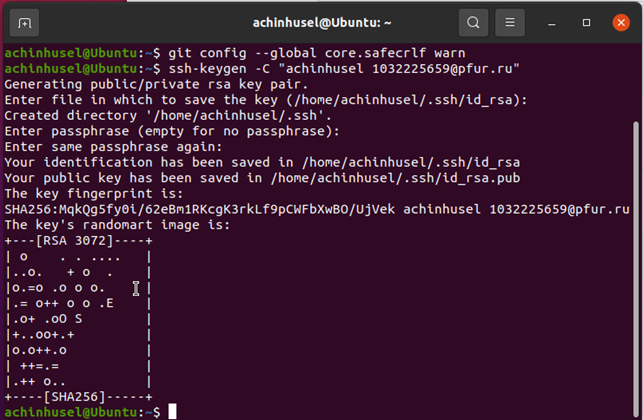 achinhusel@Ubuntu: ~
achinhusel@Ubuntu:~$ git config --global core.safecrlf warn
achinhusel@Ubuntu:~$ ssh-keygen -C "achinhusel 1032225659@pfur.ru"
Generating public/private rsa key pair.
Enter file in which to save the key (/home/achinhusel/.ssh/id_rsa):
Created directory '/home/achinhusel/.ssh'.
Enter passphrase (empty for no passphrase):
Enter same passphrase again:
Your identification has been saved in /home/achinhusel/.ssh/id_rsa
Your public key has been saved in /home/achinhusel/.ssh/id_rsa.pub
The key fingerprint is:
SHA256:MqkQg5fy0i/62eBm1RKcgK3rkLf9pCWFbXwBO/UjVek achinhusel 1032225659@pfur.ru
The key's randomart image is:
+---[RSA 3072]----+
| o    . . ....   |
|..o.   + o  .    |
|o.=o .o o o.     |
|.= o++ o o .E    |
|.o+ .oO S        |
|+..oo+.+         |
|o.o++.o          |
| ++=.=           |
|.++ o..          |
+----[SHA256]-----+
achinhusel@Ubuntu:~$